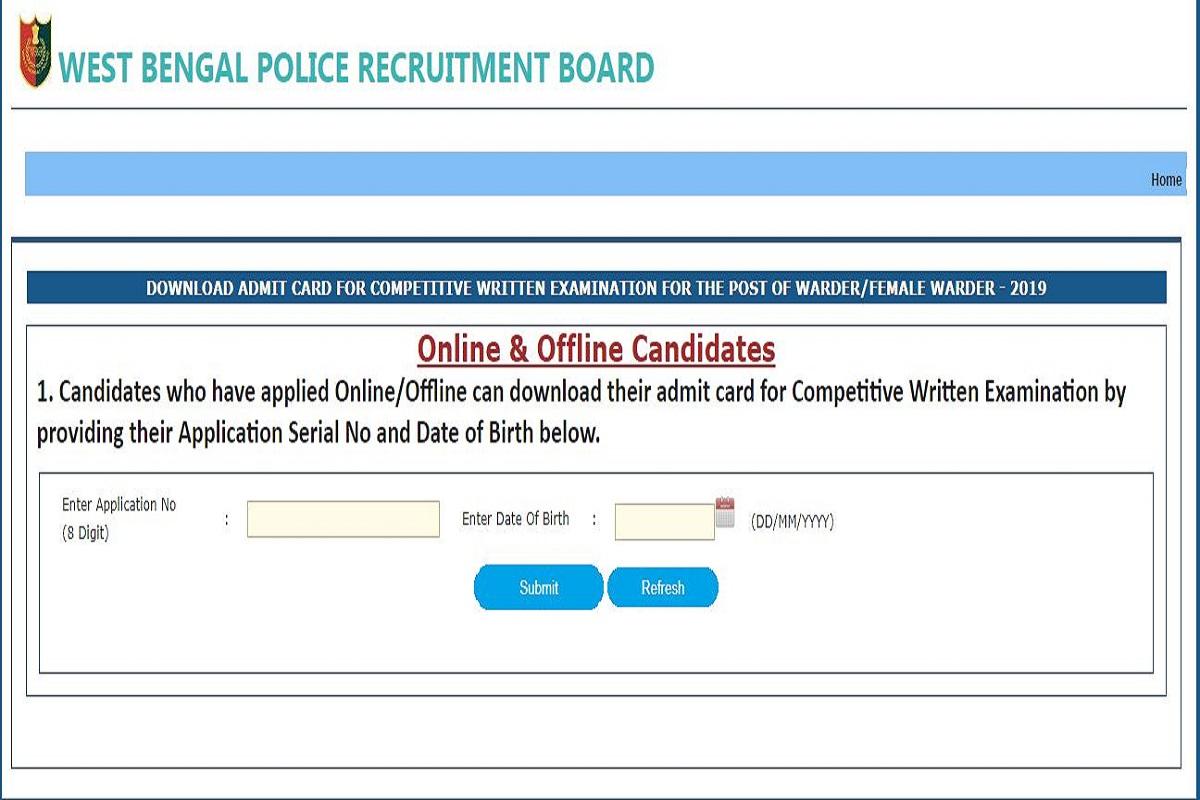 WEST BENGAL POLICE RECRUITMENT BOARD
Home
DOWNLOAD ADMIT CARD FOR COMPETITIVE WRITTEN EXAMINATION FOR THE POST OF WARDER/FEMALE WARDER - 2019
Online & Offline Candidates
1. Candidates who have applied Online/Offline can download their admit card for Competitive Written Examination by
providing their Application Serial No and Date of Birth below.
Enter Application No
(8 Digit) : Enter Date Of Birth : (DD/MM/YYYY)
Submit Refresh